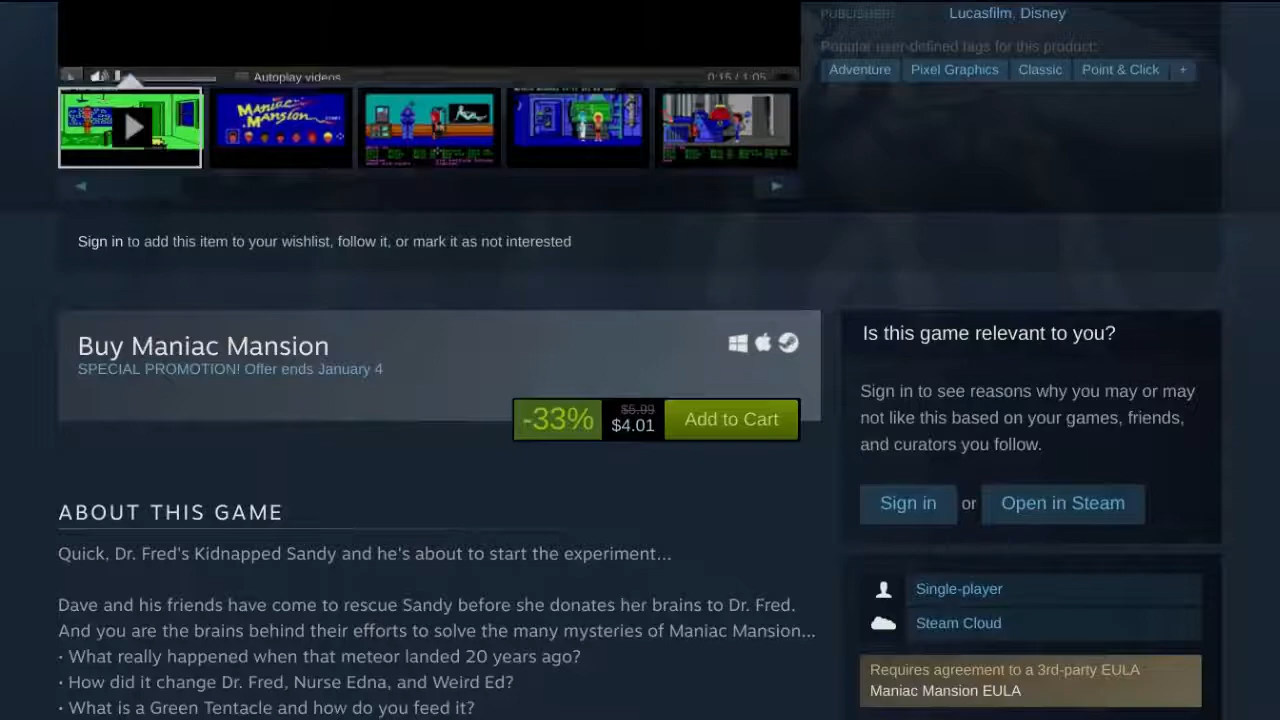 PUBLISHER: Lucasfilm, Disney
Popular user-defined tags for this product:
Adventure Pixel Graphics Classic Point & Click +
Autoplay videos 0:15 / 1:05
Maniac Mansion
Sign in to add this item to your wishlist, follow it, or mark it as not interested
Buy Maniac Mansion
SPECIAL PROMOTION! Offer ends January 4
-33% $5.99 $4.01 Add to Cart
Is this game relevant to you?
Sign in to see reasons why you may or may
not like this based on your games, friends,
and curators you follow.
Sign in or Open in Steam
ABOUT THIS GAME
Quick, Dr. Fred's Kidnapped Sandy and he's about to start the experiment...
Dave and his friends have come to rescue Sandy before she donates her brains to Dr. Fred.
And you are the brains behind their efforts to solve the many mysteries of Maniac Mansion...
· What really happened when that meteor landed 20 years ago?
· How did it change Dr. Fred, Nurse Edna, and Weird Ed?
· What is a Green Tentacle and how do you feed it?
Single-player
Steam Cloud
Requires agreement to a 3rd-party EULA
Maniac Mansion EULA